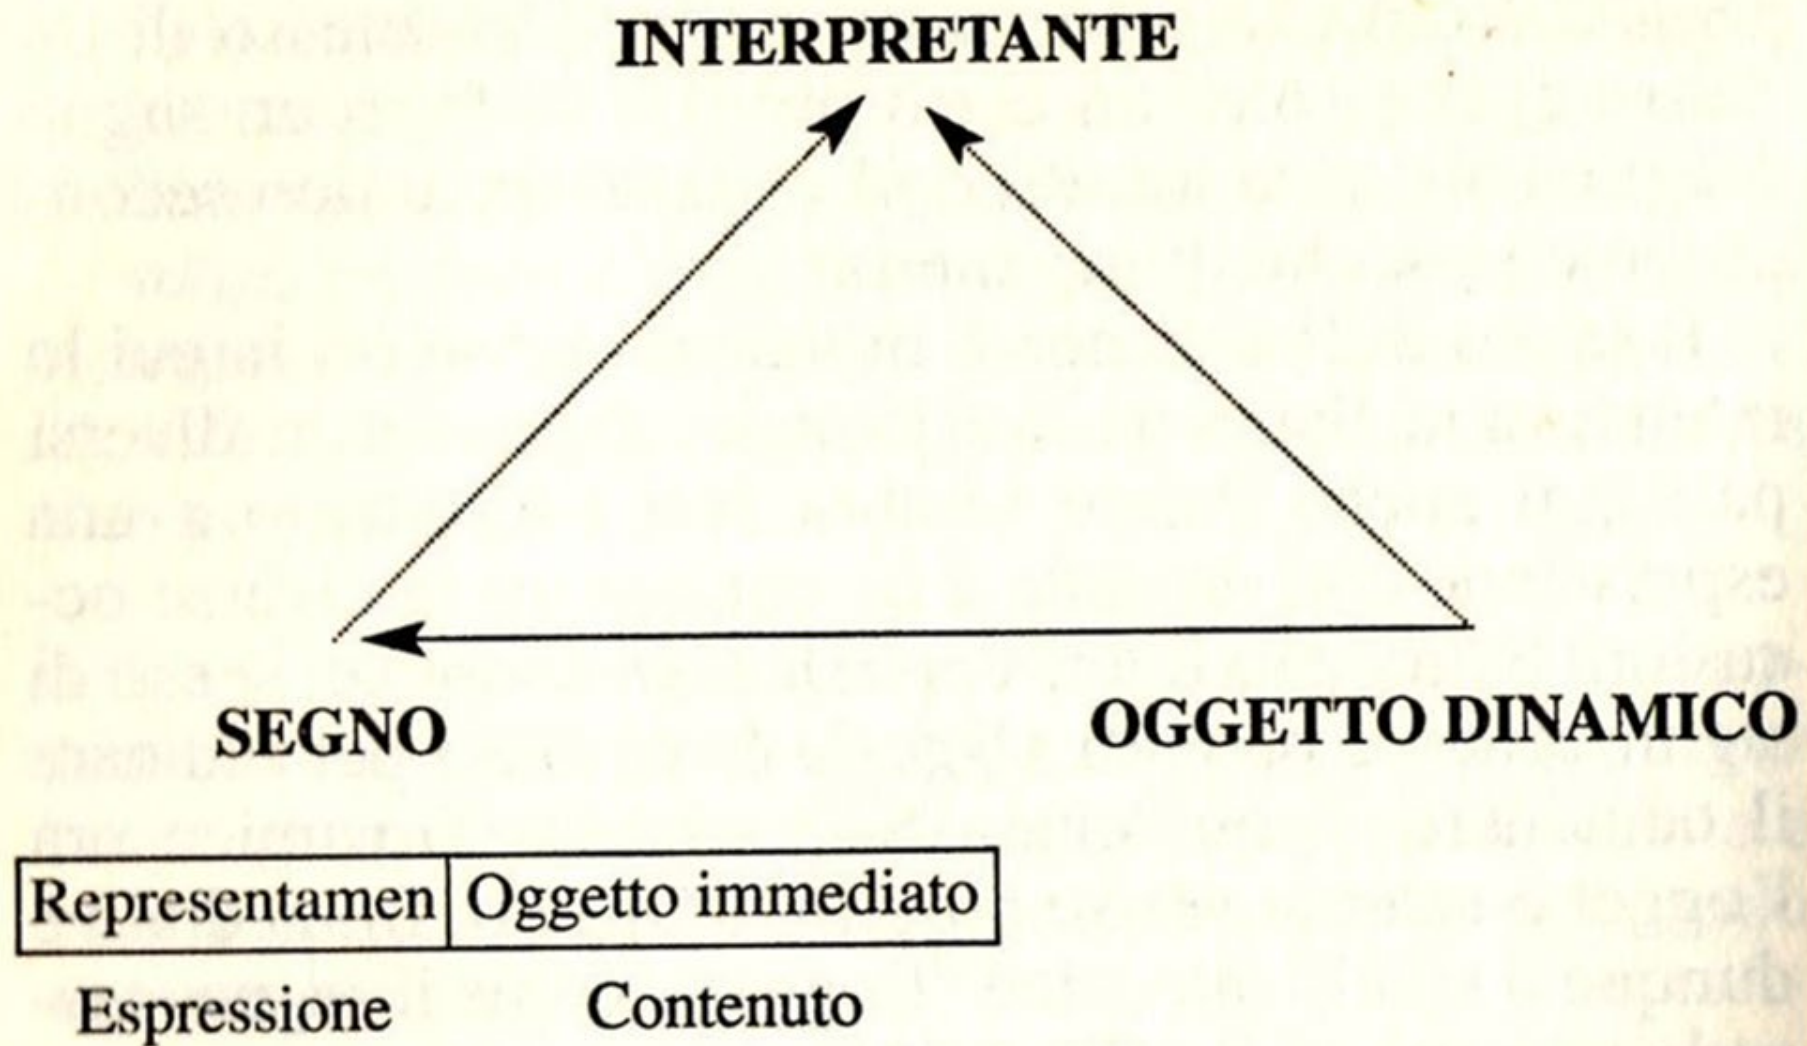 INTERPRETANTE
SEGNO
OGGETTO DINAMICO
Representamen
Oggetto immediato
Espressione
Contenuto